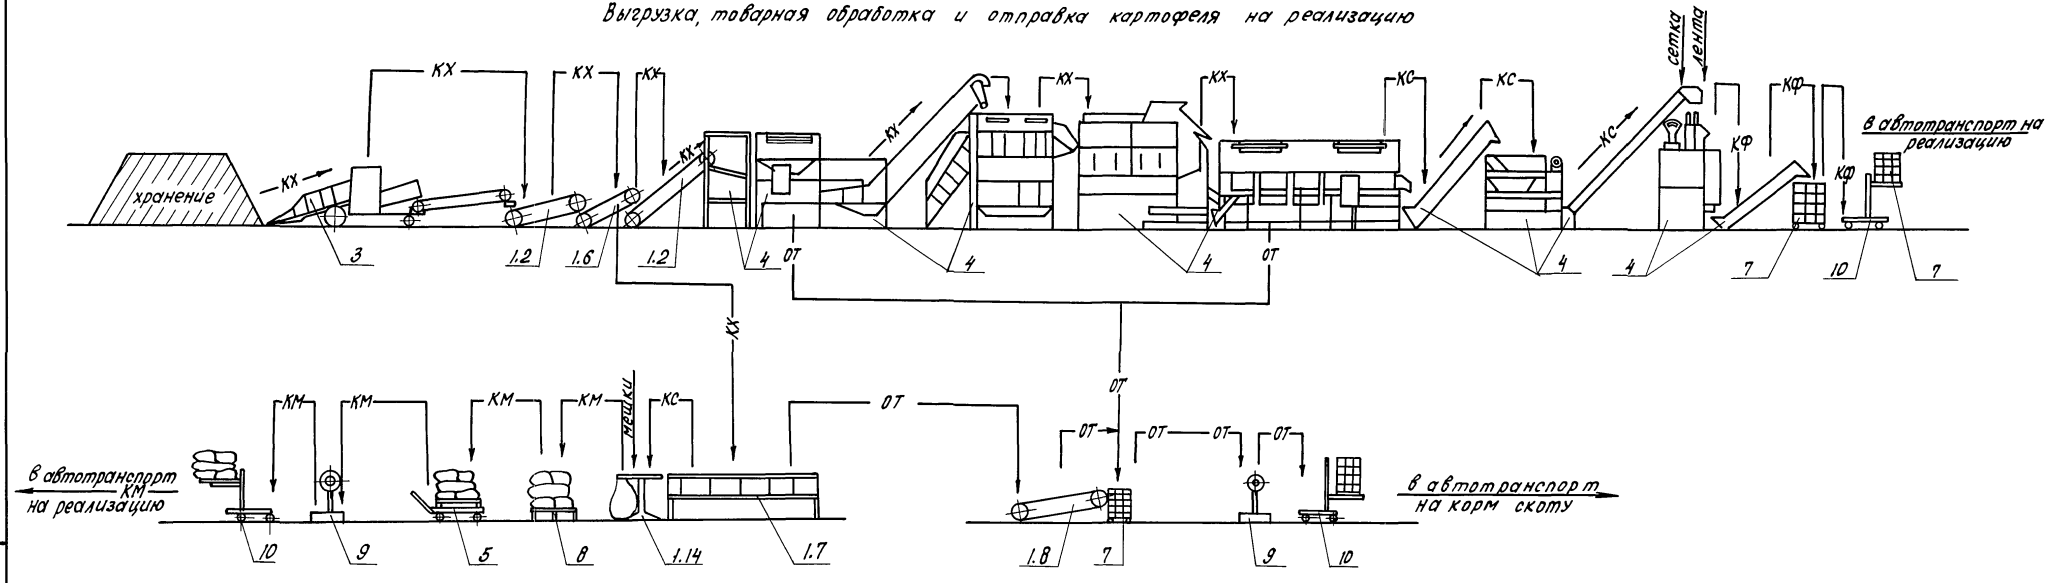 Выгрузка, товарная обработка и отправка картофеля на реализацию
сетка
лента
КХ
КХ
КХ
КХ
КХ
КС
КС
КФ
в автотранспорт на
реализацию
хранение
КХ
КХ
КХ
КС
КФ
КФ
3
1.2
1.6
1.2
4
ОТ
4
4
ОТ
4
4
7
10
7
КХ
ОТ
мешки
КМ
КМ
КМ
КМ
КС
ОТ
ОТ
ОТ
ОТ
ОТ
в автотранспорт
КМ
на реализацию
в автотранспорт
на корм скоту
10
9
5
8
1.14
1.7
1.8
7
9
10